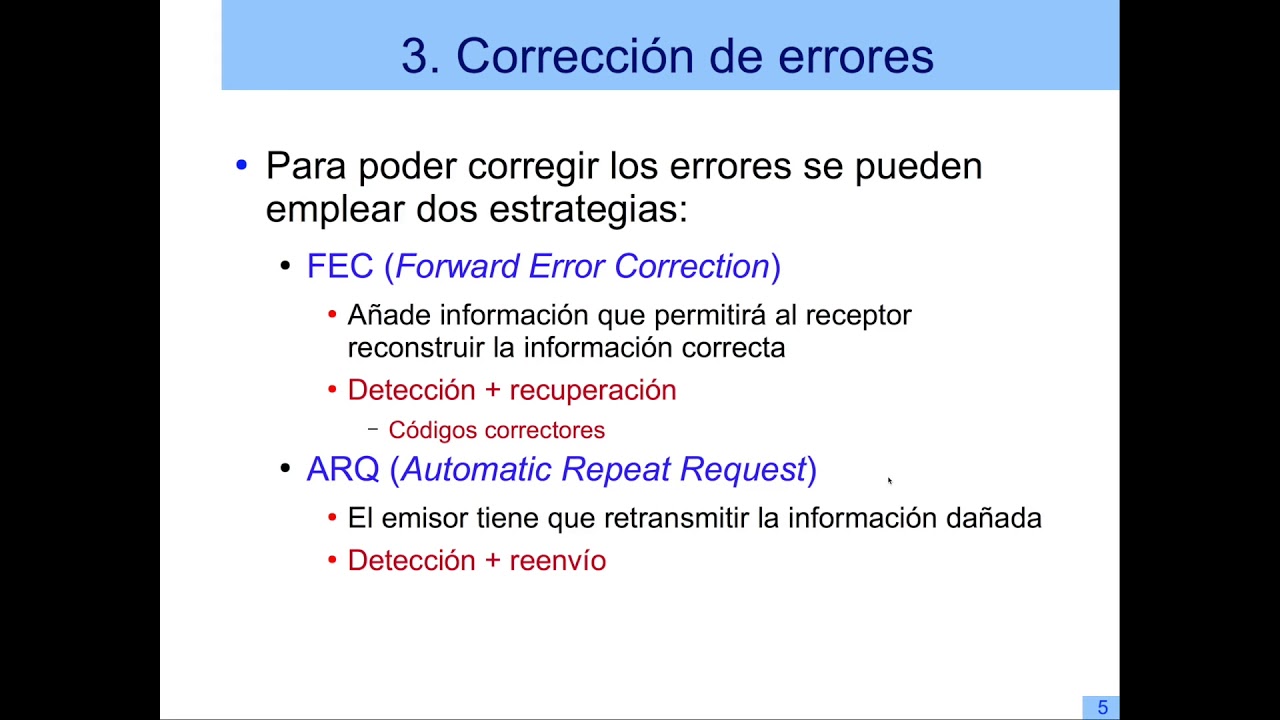 3. Corrección de errores
• Para poder corregir los errores se pueden
emplear dos estrategias:
• FEC (Forward Error Correction)
• Añade información que permitirá al receptor
reconstruir la información correcta
• Detección + recuperación
– Códigos correctores
• ARQ (Automatic Repeat Request)
• El emisor tiene que retransmitir la información dañada
• Detección + reenvío
5